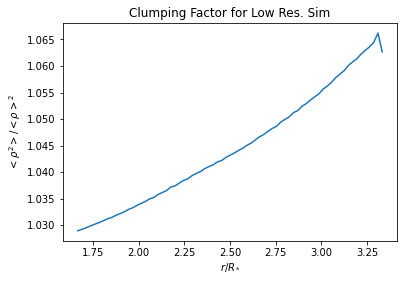 Clumping Factor for Low Res. Sim
< ρ² > / < ρ > ²
1.065
1.060
1.055
1.050
1.045
1.040
1.035
1.030
1.75 2.00 2.25 2.50 2.75 3.00 3.25
r/R*